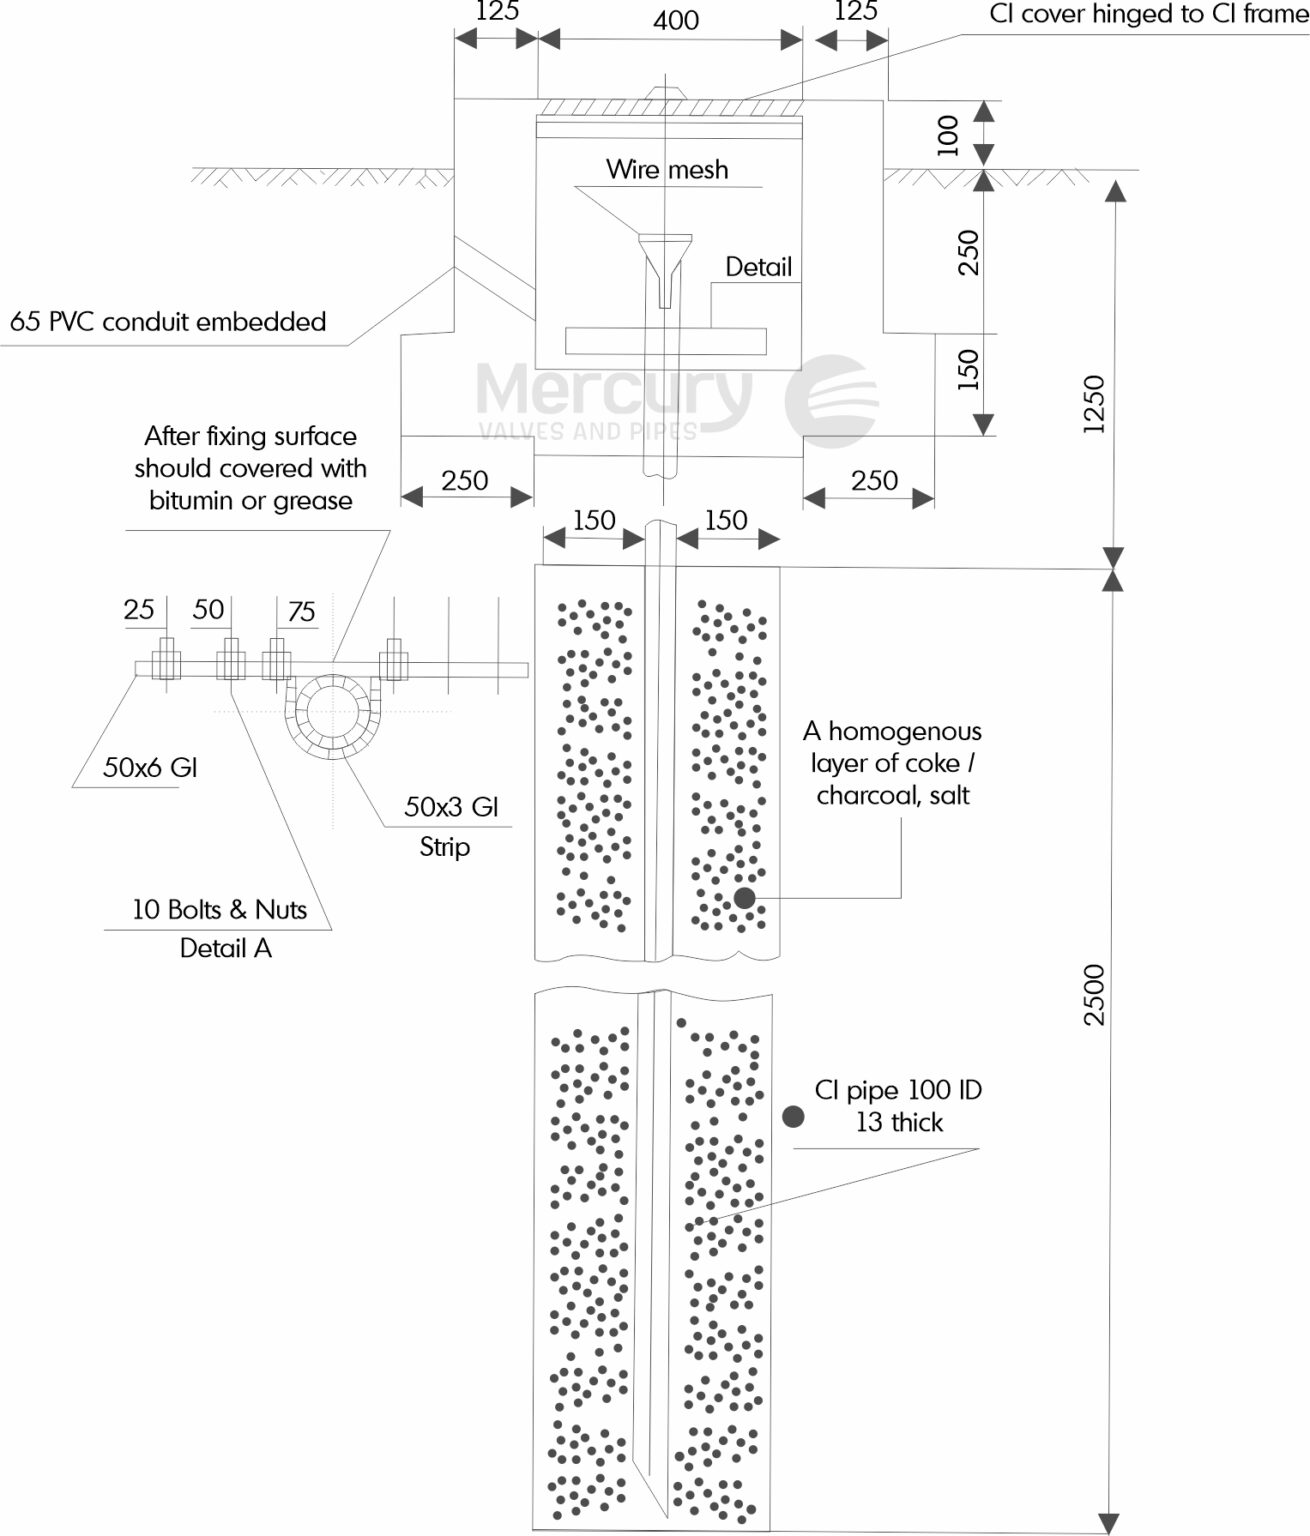 125
400
125
CI cover hinged to CI frame
100
Wire mesh
250
Detail
65 PVC conduit embedded
150
Mercury
VALVES AND PIPES
1250
After fixing surface
should covered with
bitumin or grease
250
250
150
150
25
50
75
A homogenous
layer of coke /
charcoal, salt
50x6 GI
50x3 GI
Strip
10 Bolts & Nuts
Detail A
2500
CI pipe 100 ID
13 thick